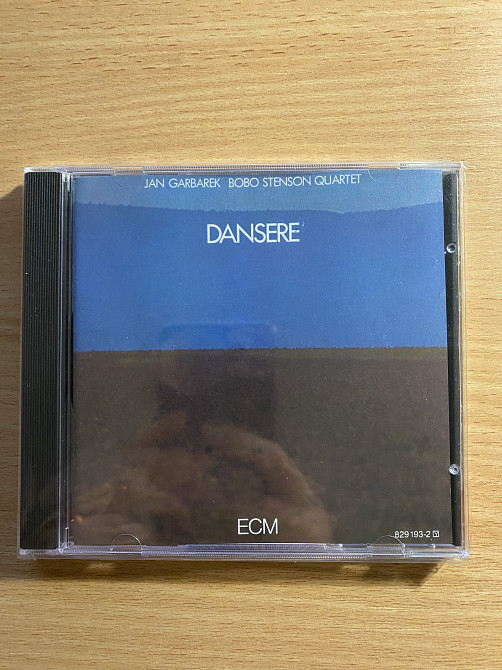 JAN GARBAREK BOBO STENSON QUARTET
DANSERE
ECM
829 193-2